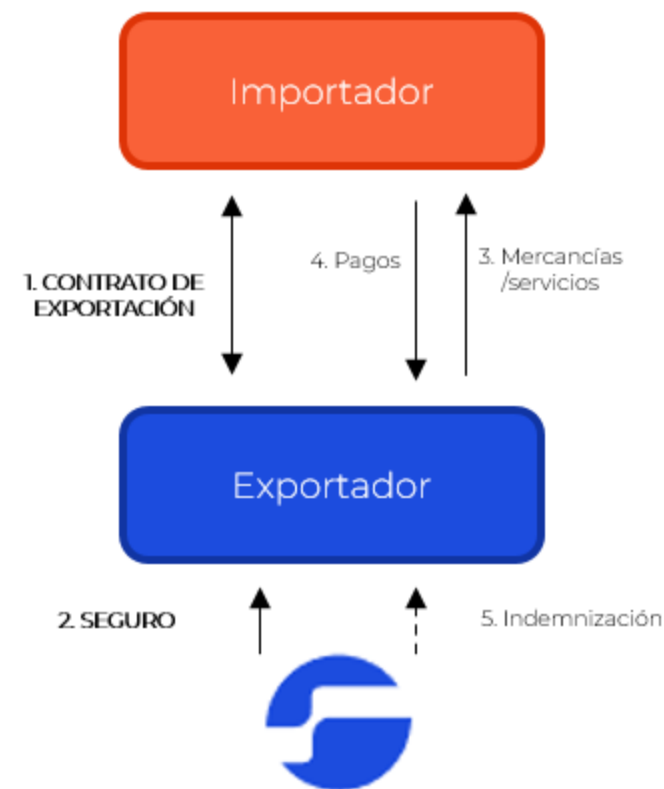 Importador
1. CONTRATO DE
EXPORTACIÓN
4. Pagos
3. Mercancías
/servicios
Exportador
2. SEGURO
5. Indemnización